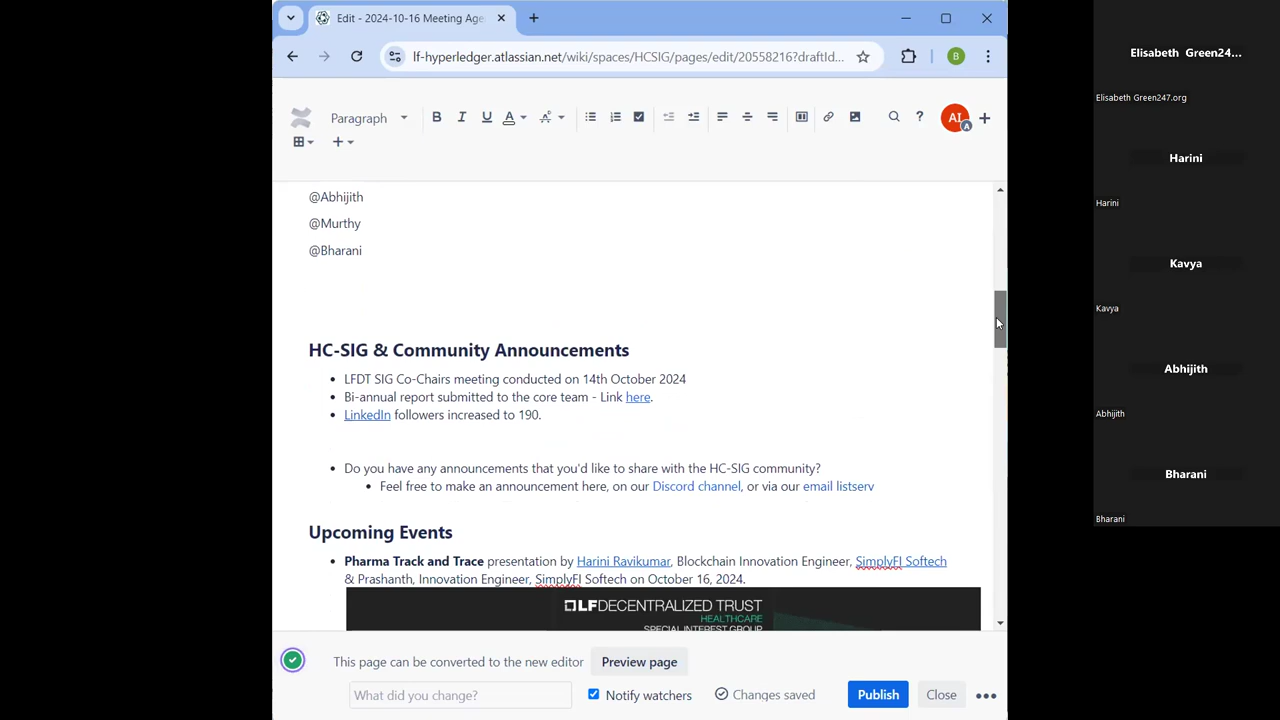 Edit - 2024-10-16 Meeting Age
lf-hyperledger.atlassian.net/wiki/spaces/HCSIG/pages/edit/20558216?draftId...
B
Paragraph
B I U A
?
AI
A
@Abhijith
@Murthy
@Bharani
HC-SIG & Community Announcements
LFDT SIG Co-Chairs meeting conducted on 14th October 2024
Bi-annual report submitted to the core team - Link here.
LinkedIn followers increased to 190.
Do you have any announcements that you'd like to share with the HC-SIG community?
Feel free to make an announcement here, on our Discord channel, or via our email listserv
Upcoming Events
Pharma Track and Trace presentation by Harini Ravikumar, Blockchain Innovation Engineer, SimplyFI Softech
& Prashanth, Innovation Engineer, SimplyFI Softech on October 16, 2024.
LFDECENTRALIZED TRUST
HEALTHCARE
SPECIAL INTEREST GROUP
This page can be converted to the new editor
Preview page
What did you change?
Notify watchers
Changes saved
Publish
Close
Elisabeth Green24...
Elisabeth Green247.org
Harini
Harini
Kavya
Kavya
Abhijith
Abhijith
Bharani
Bharani